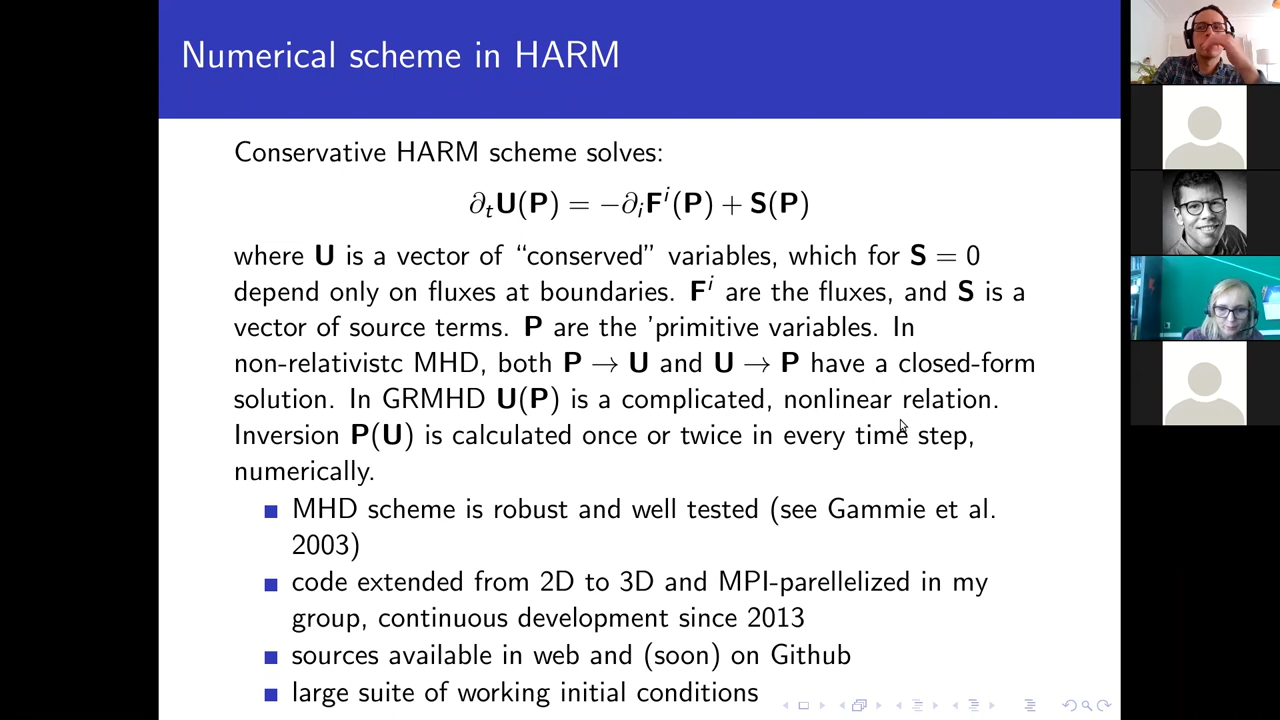 Numerical scheme in HARM
Conservative HARM scheme solves:
∂ₜU(P) = −∂ᵢFⁱ(P) + S(P)
where U is a vector of “conserved” variables, which for S = 0
depend only on fluxes at boundaries. Fⁱ are the fluxes, and S is a
vector of source terms. P are the ’primitive variables. In
non-relativistc MHD, both P → U and U → P have a closed-form
solution. In GRMHD U(P) is a complicated, nonlinear relation.
Inversion P(U) is calculated once or twice in every time step,
numerically.
MHD scheme is robust and well tested (see Gammie et al.
2003)
code extended from 2D to 3D and MPI-parellelized in my
group, continuous development since 2013
sources available in web and (soon) on Github
large suite of working initial conditions